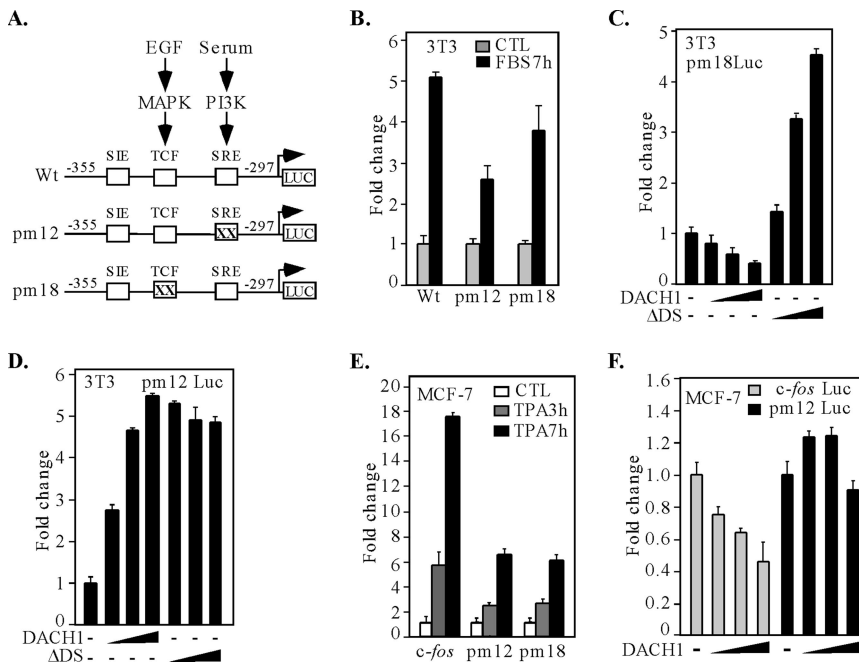 A.
EGF Serum
MAPK PI3K
SIE TCF SRE
Wt -355 -297 LUC
SIE TCF SRE
pm12 -355 XX -297 LUC
SIE TCF SRE
pm18 -355 XX -297 LUC
B.
3T3
CTL
FBS7h
Fold change
6
5
4
3
2
1
0
Wt pm12 pm18
C.
3T3
pm18Luc
Fold change
5
4
3
2
1
0
DACH1 - - - -
ΔDS - - - -
D.
3T3 pm12 Luc
Fold change
6
5
4
3
2
1
0
DACH1 - - - -
ΔDS - - - -
E.
MCF-7
CTL
TPA3h
TPA7h
Fold change
20
18
16
14
12
10
8
6
4
2
0
c-fos pm12 pm18
F.
MCF-7
c-fos Luc
pm12 Luc
Fold change
1.6
1.4
1.2
1.0
0.8
0.6
0.4
0.2
0
DACH1 - -